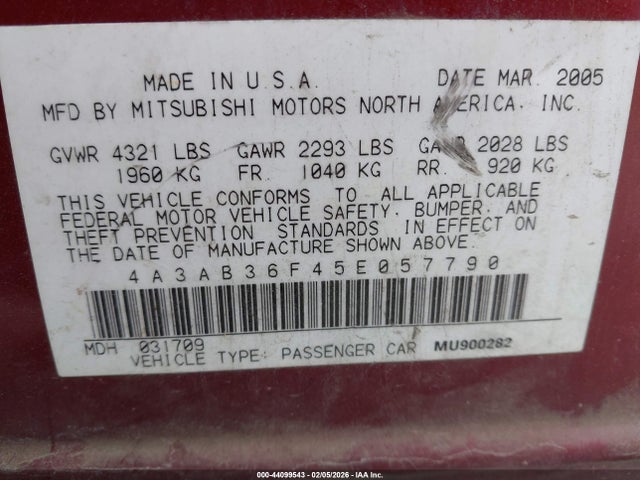 MADE IN U.S.A. DATE MAR. 2005
MFD BY MITSUBISHI MOTORS NORTH AMERICA, INC.
GVWR 4321 LBS GAWR 2293 LBS GAWR 2028 LBS
1960 KG FR. 1040 KG RR. 920 KG
THIS VEHICLE CONFORMS TO ALL APPLICABLE
FEDERAL MOTOR VEHICLE SAFETY, BUMPER, AND
THEFT PREVENTION STANDARDS IN EFFECT ON
THE DATE OF MANUFACTURE SHOWN ABOVE.
4A3AB36F45E057790
MDH 031709
VEHICLE TYPE: PASSENGER CAR MU900282
000-44099543 - 02/05/2026 - IAA Inc.